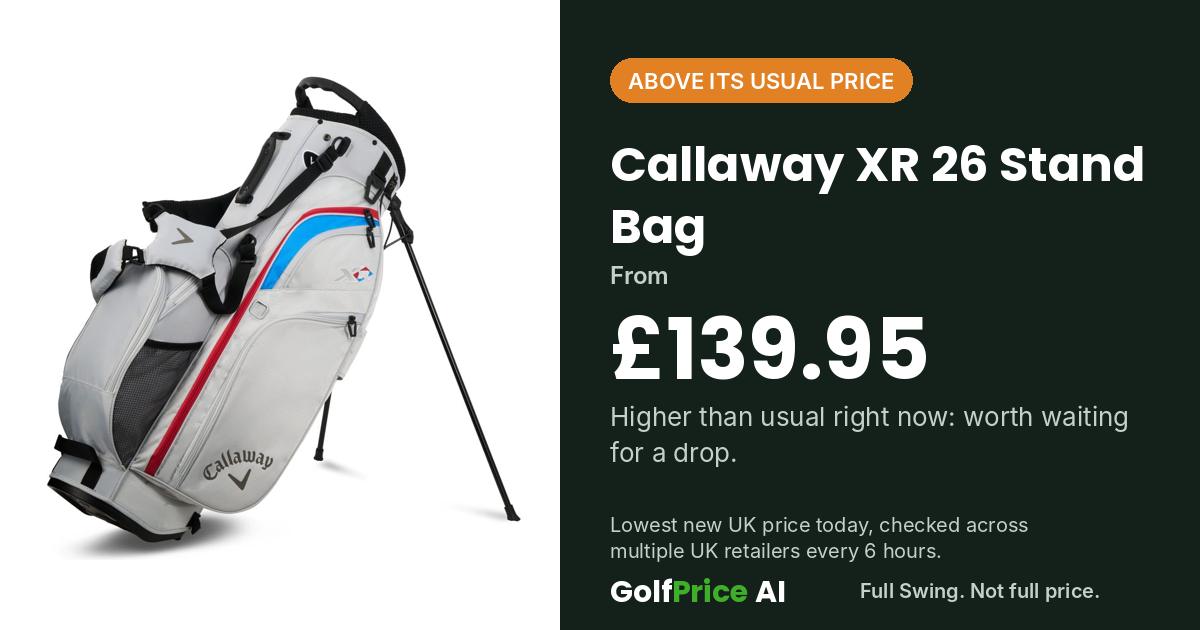 ABOVE ITS USUAL PRICE
Callaway XR 26 Stand
Bag
From
£139.95
Higher than usual right now: worth waiting
for a drop.
Lowest new UK price today, checked across
multiple UK retailers every 6 hours.
GolfPrice AI
Full Swing. Not full price.
XR
Callaway